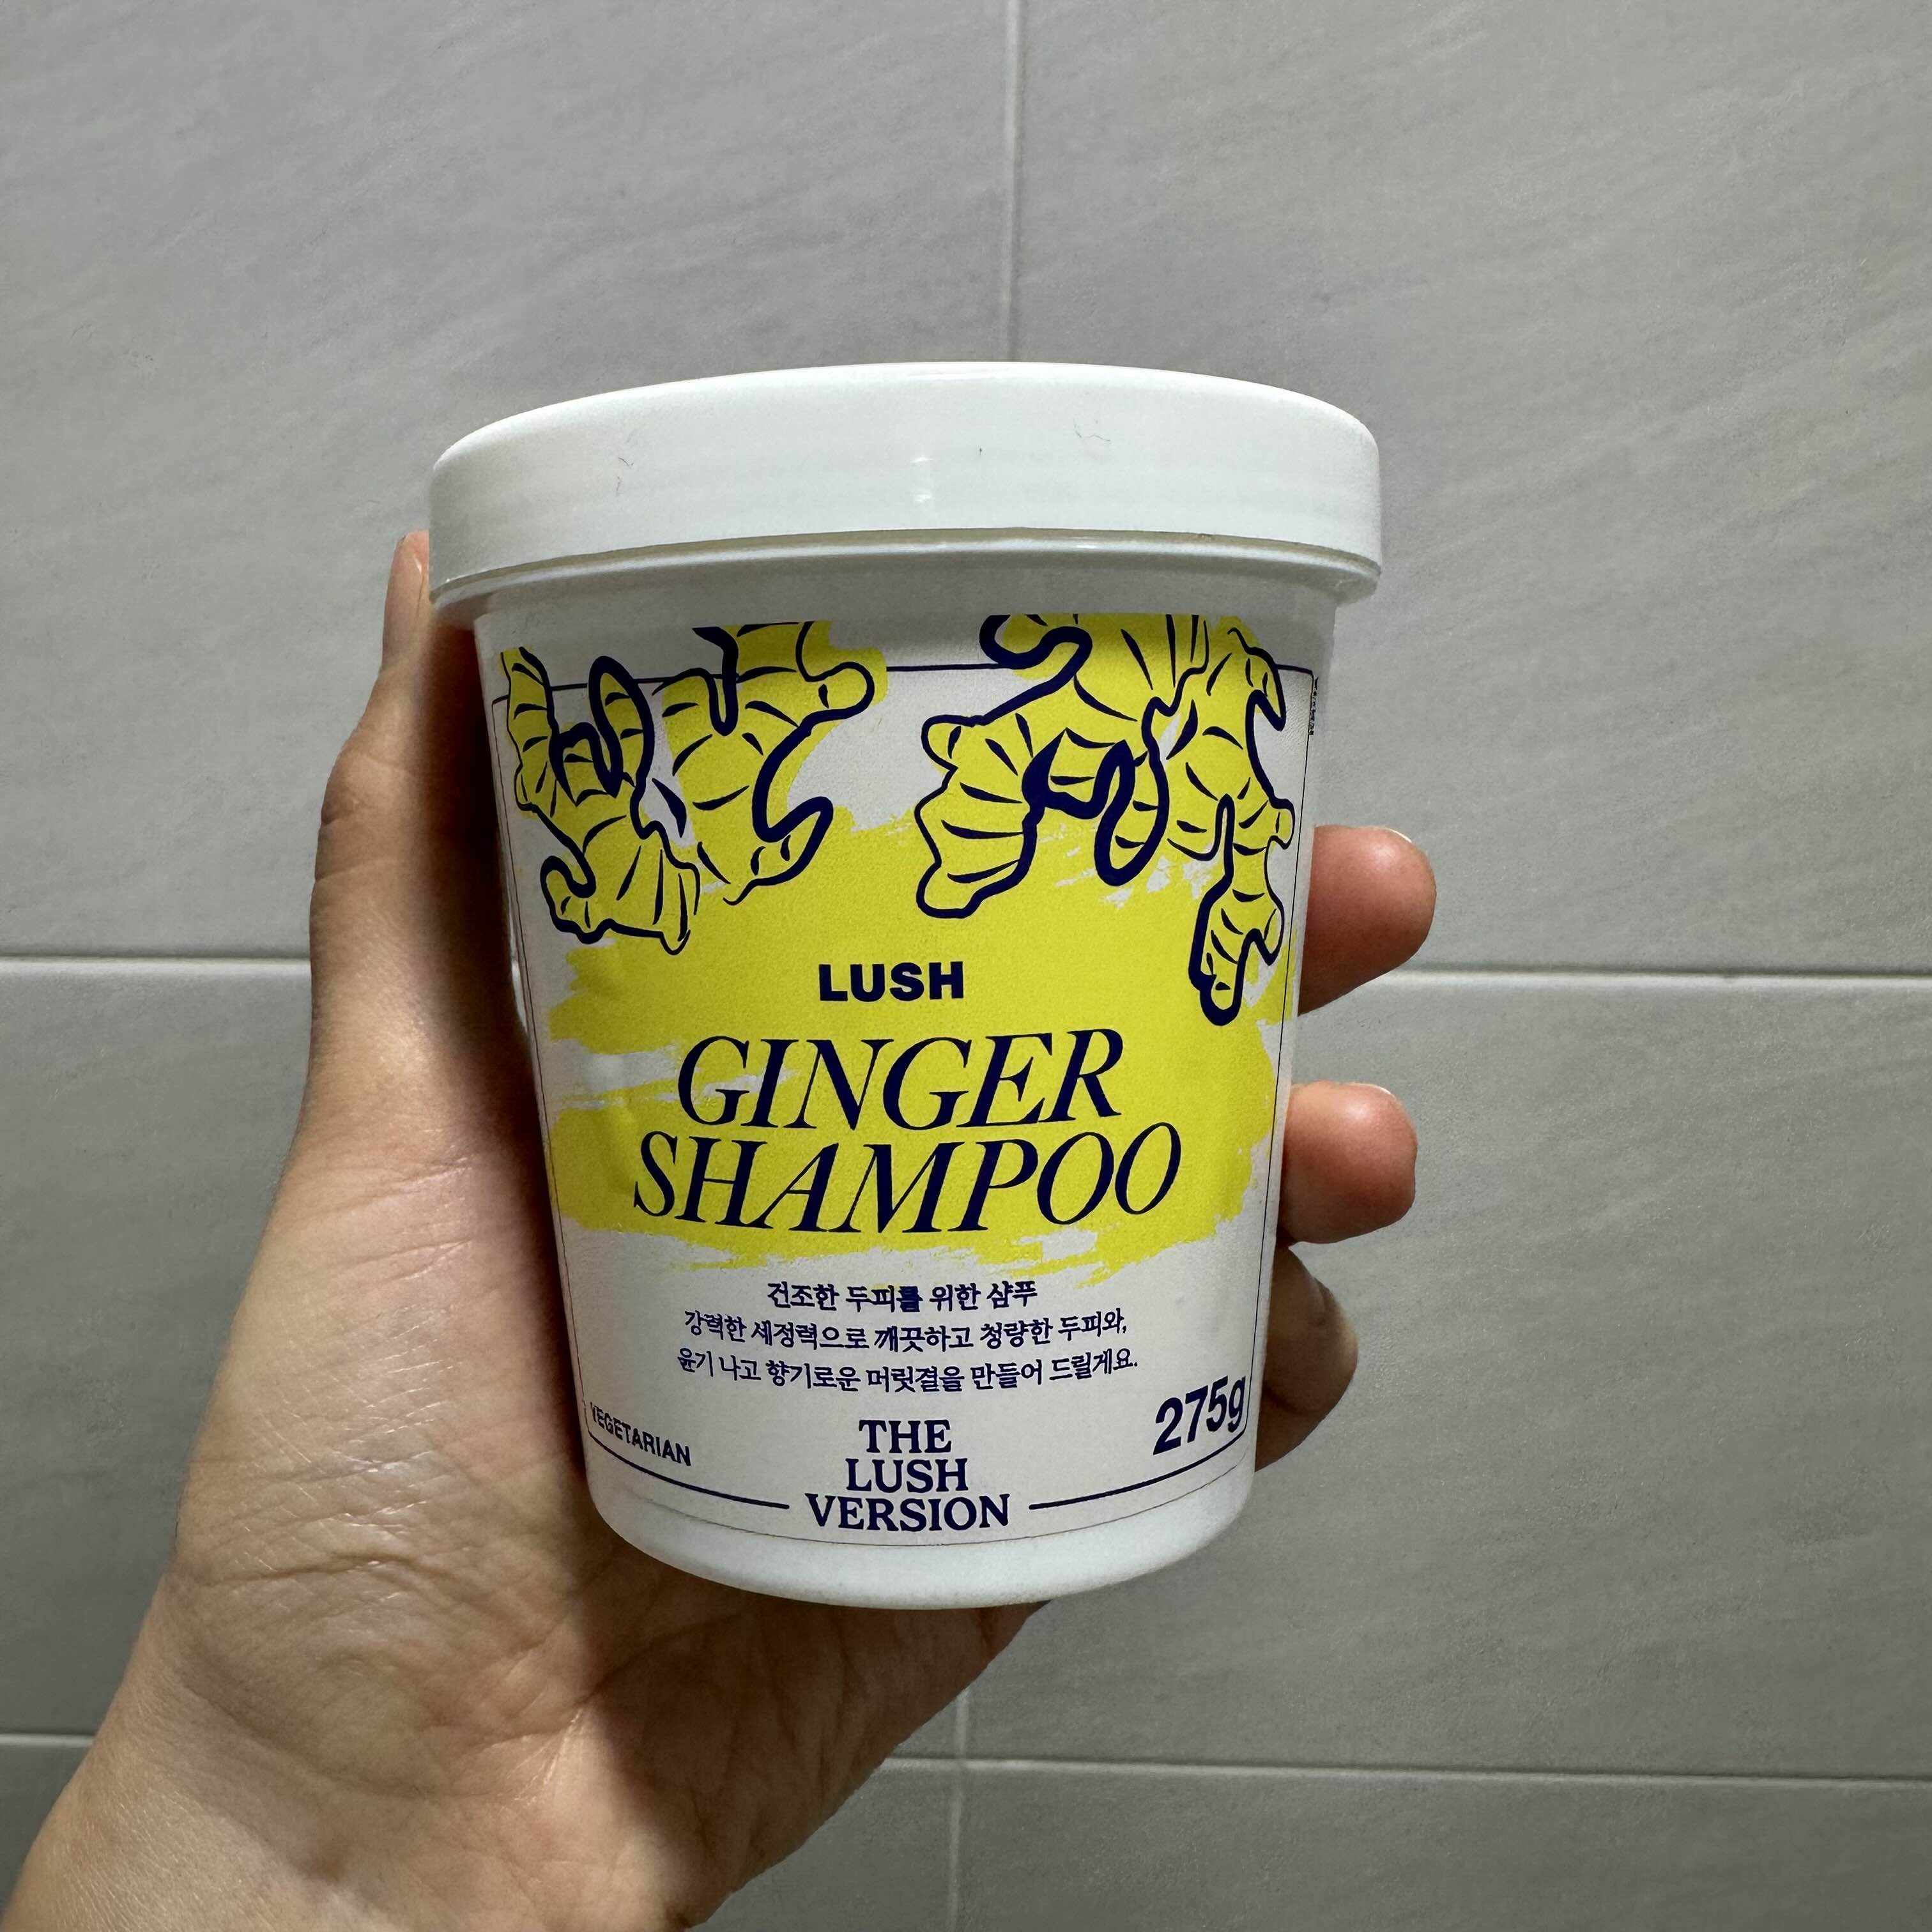 LUSH
GINGER
SHAMPOO
건조한 두피를 위한 샴푸
강력한 세정력으로 깨끗하고 청량한 두피와,
윤기 나고 향기로운 머릿결을 만들어 드릴게요.
VEGETARIAN
275g
THE
LUSH
VERSION